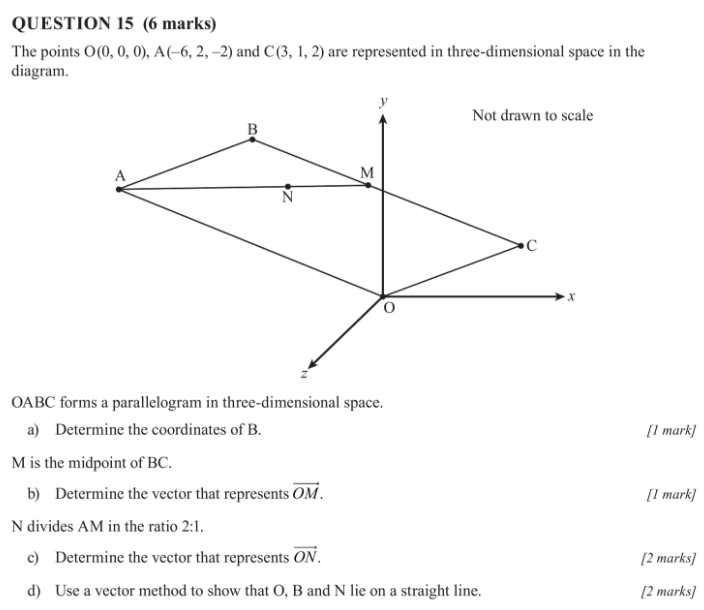 QUESTION 15 (6 marks)
The points O(0, 0, 0), A(–6, 2, –2) and C(3, 1, 2) are represented in three-dimensional space in the
diagram.
y
Not drawn to scale
B
A
M
N
C
x
O
z
OABC forms a parallelogram in three-dimensional space.
a) Determine the coordinates of B. [1 mark]
M is the midpoint of BC.
b) Determine the vector that represents $\overrightarrow{OM}$. [1 mark]
N divides AM in the ratio 2:1.
c) Determine the vector that represents $\overrightarrow{ON}$. [2 marks]
d) Use a vector method to show that O, B and N lie on a straight line. [2 marks]